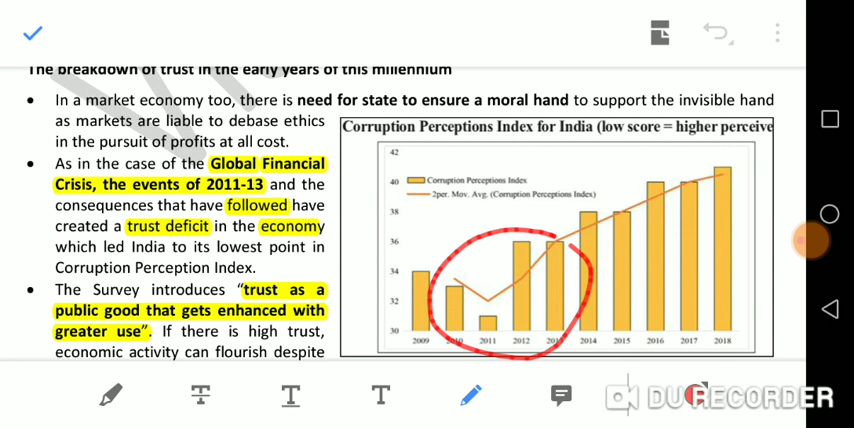 The breakdown of trust in the early years of this millennium
• In a market economy too, there is need for state to ensure a moral hand to support the invisible hand
as markets are liable to debase ethics
in the pursuit of profits at all cost.
• As in the case of the Global Financial
Crisis, the events of 2011-13 and the
consequences that have followed have
created a trust deficit in the economy
which led India to its lowest point in
Corruption Perception Index.
• The Survey introduces “trust as a
public good that gets enhanced with
greater use”. If there is high trust,
economic activity can flourish despite
Corruption Perceptions Index for India (low score = higher perceive
Corruption Perceptions Index
2per. Mov. Avg. (Corruption Perceptions Index)
42
40
38
36
34
32
30
2009 2010 2011 2012 2013 2014 2015 2016 2017 2018
T T T
DU RECORDER